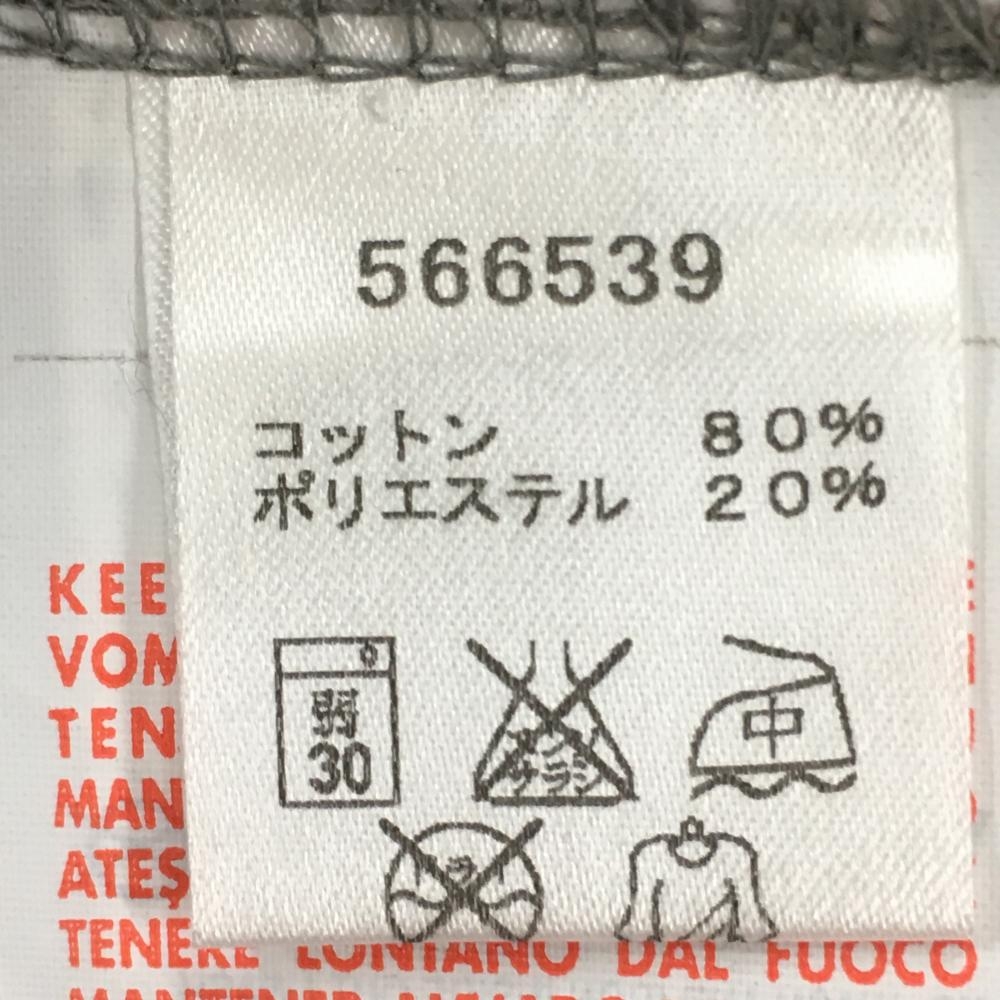 566539
コットン 80%
ポリエステル 20%
弱
30
中
KEE
VOM
TEN
MAN
ATEŞ
TENERE LONTANO DAL FUOCO